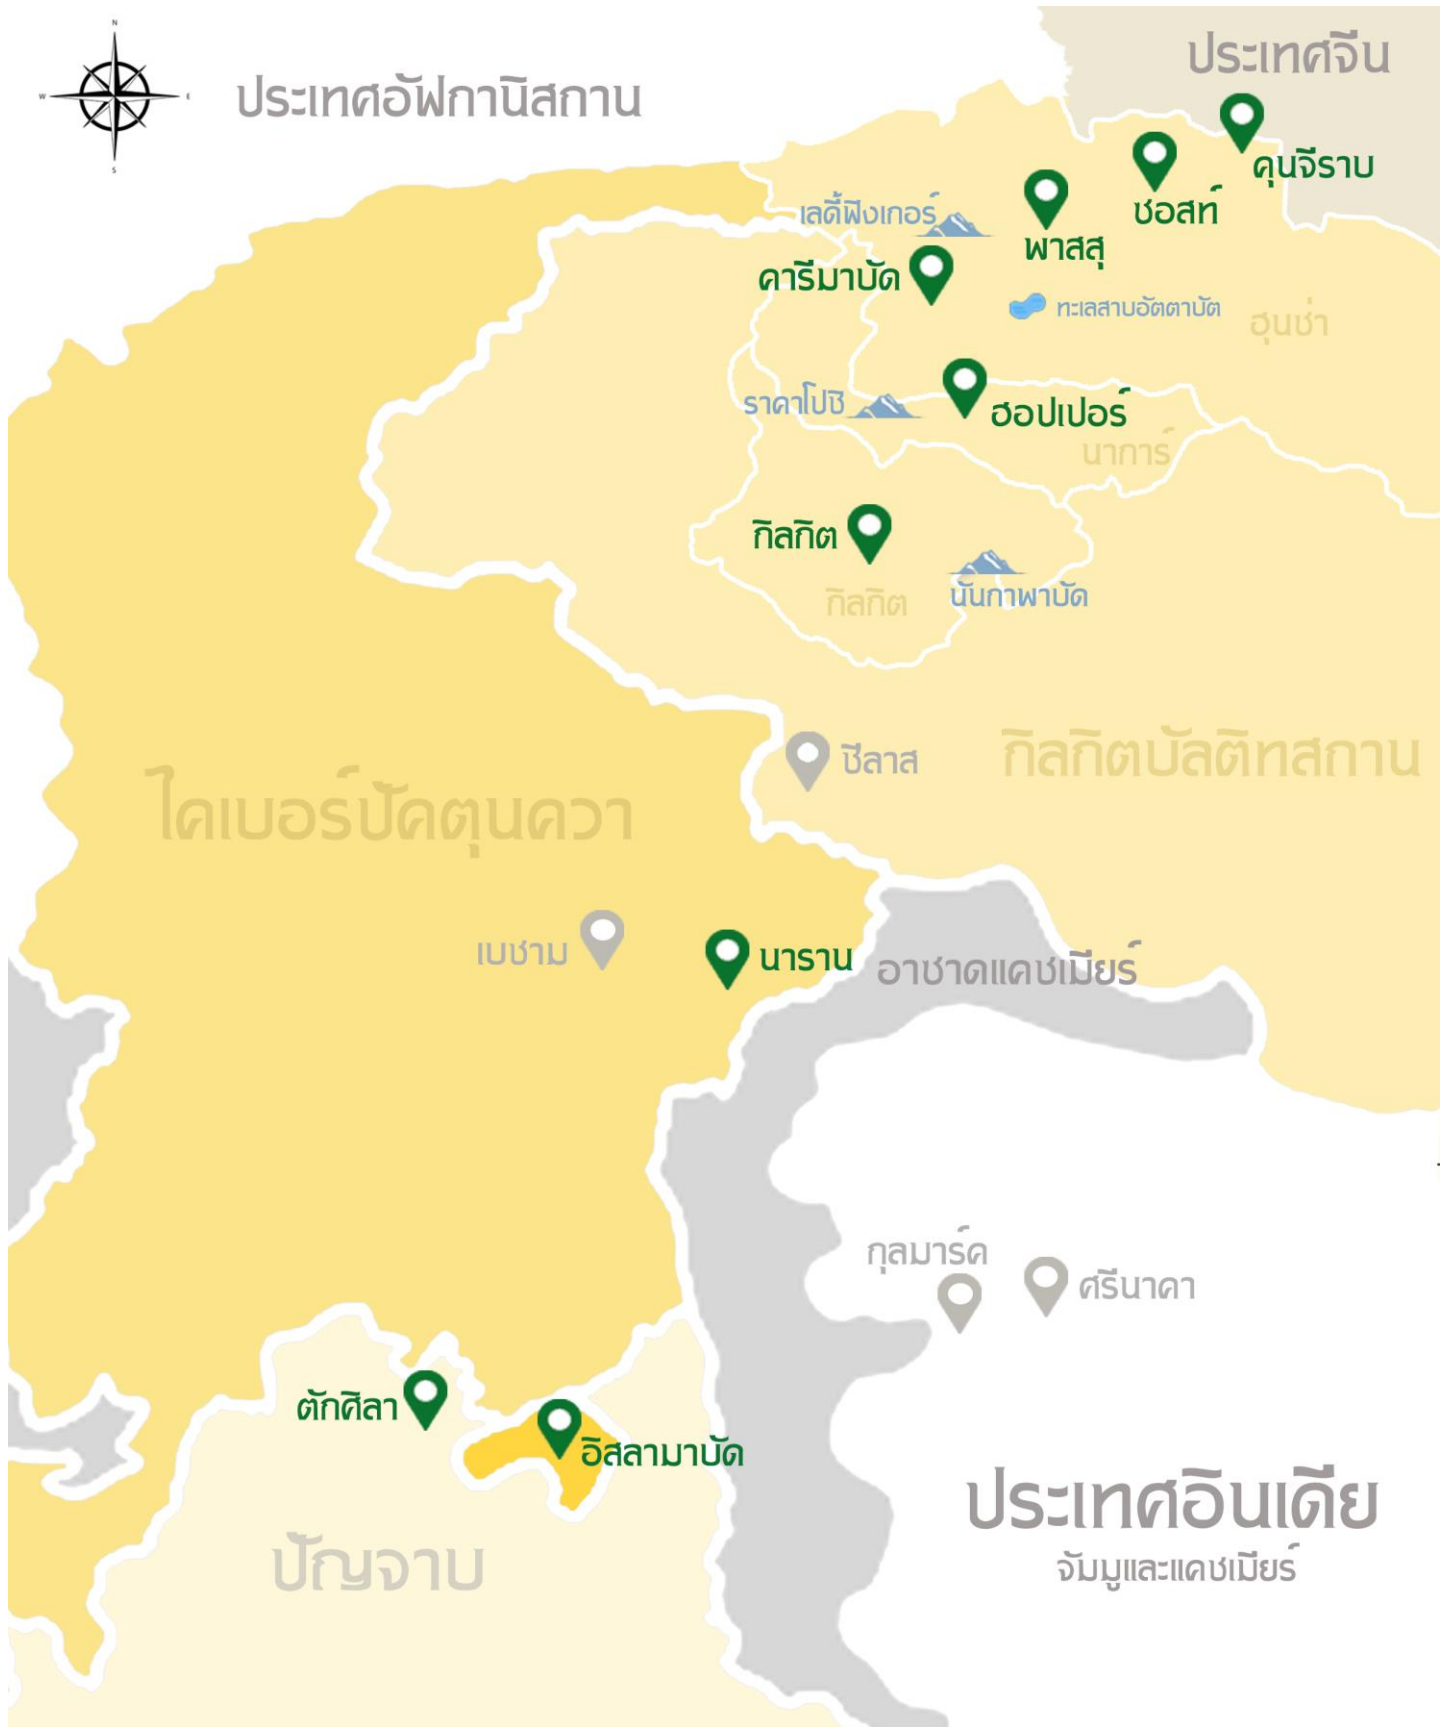 N
W
E
S
ประเทศอัฟกานิสถาน
ประเทศจีน
คุนจีราบ
ซอสท์
พาสสุ
เลดี้ฟิงเกอร์
คารีมาบัด
ทะเลสาบอัตตาบัต
ฮุนซ่า
ราคาโปชิ
ฮอปเปอร์
นาการ์
กิลกิต
นันกาพาบัด
กิลกิต
ชีลาส
กิลกิตบัลติทสถาน
ไคเบอร์ปัคตุนควา
เบชาม
นาราน
อาซาดแคชเมียร์
กุลมาร์ค
ศรีนาคา
ตักศิลา
อิสลามาบัด
ประเทศอินเดีย
จัมมูและแคชเมียร์
ปัญจาบ